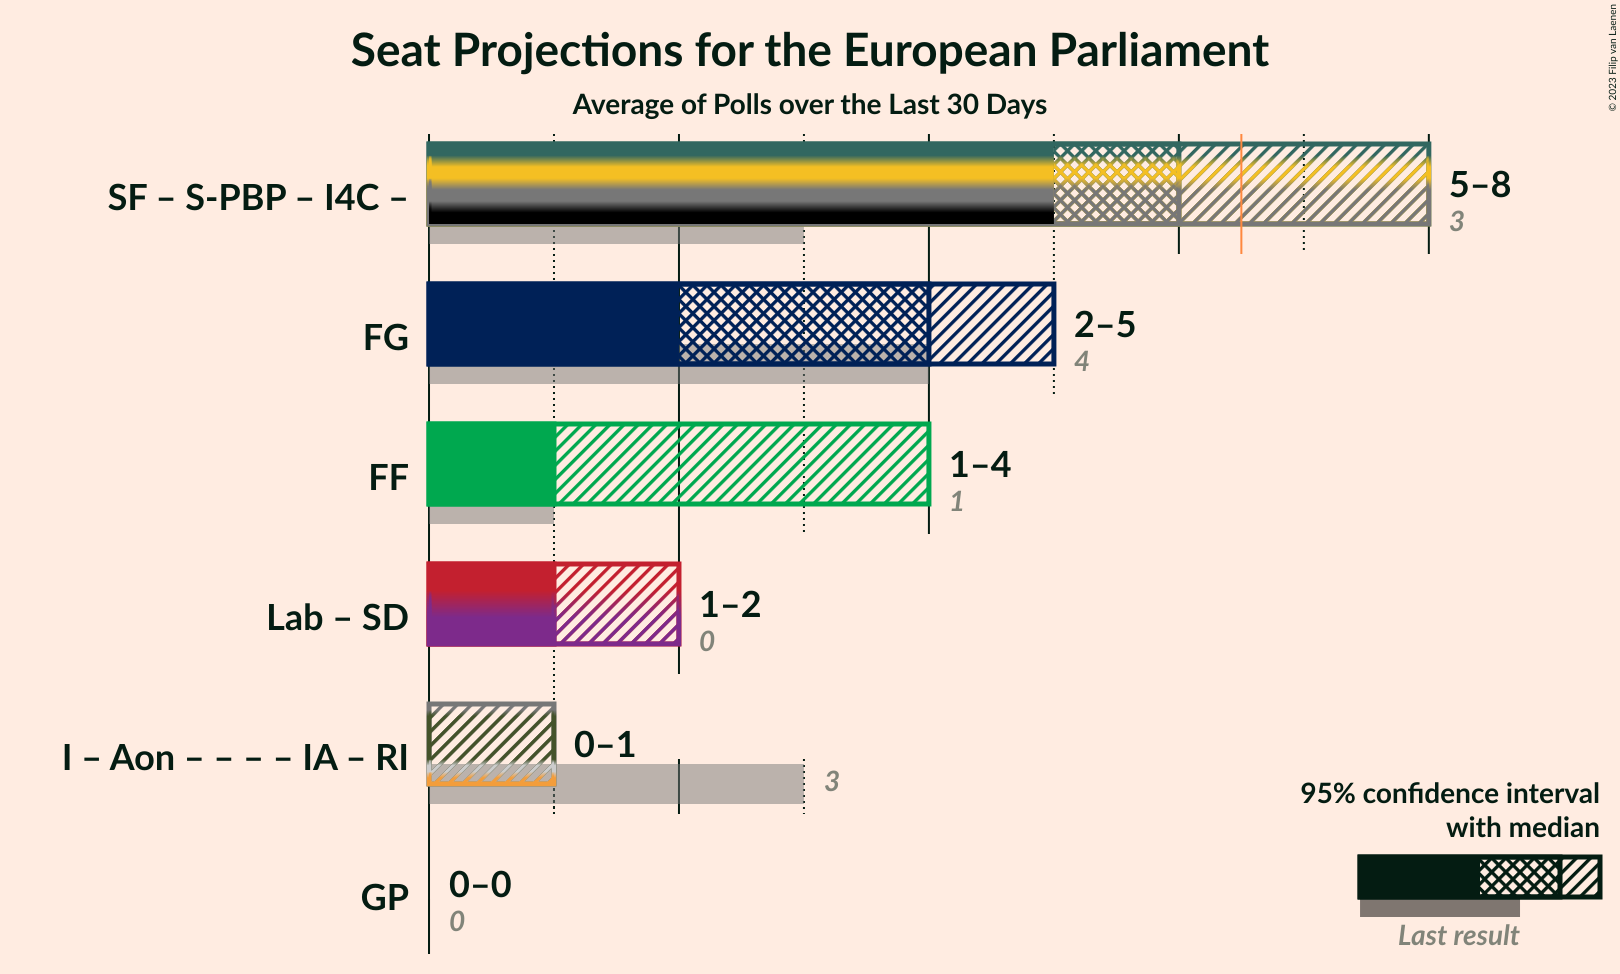 Seat Projections for the European Parliament
Average of Polls over the Last 30 Days
© 2023 Filip van Laenen
SF – S-PBP – I4C –
5–8
3
FG
2–5
4
FF
1–4
1
Lab – SD
1–2
0
I – Aon – – – – IA – RI
0–1
3
GP
0–0
0
95% confidence interval
with median
Last result